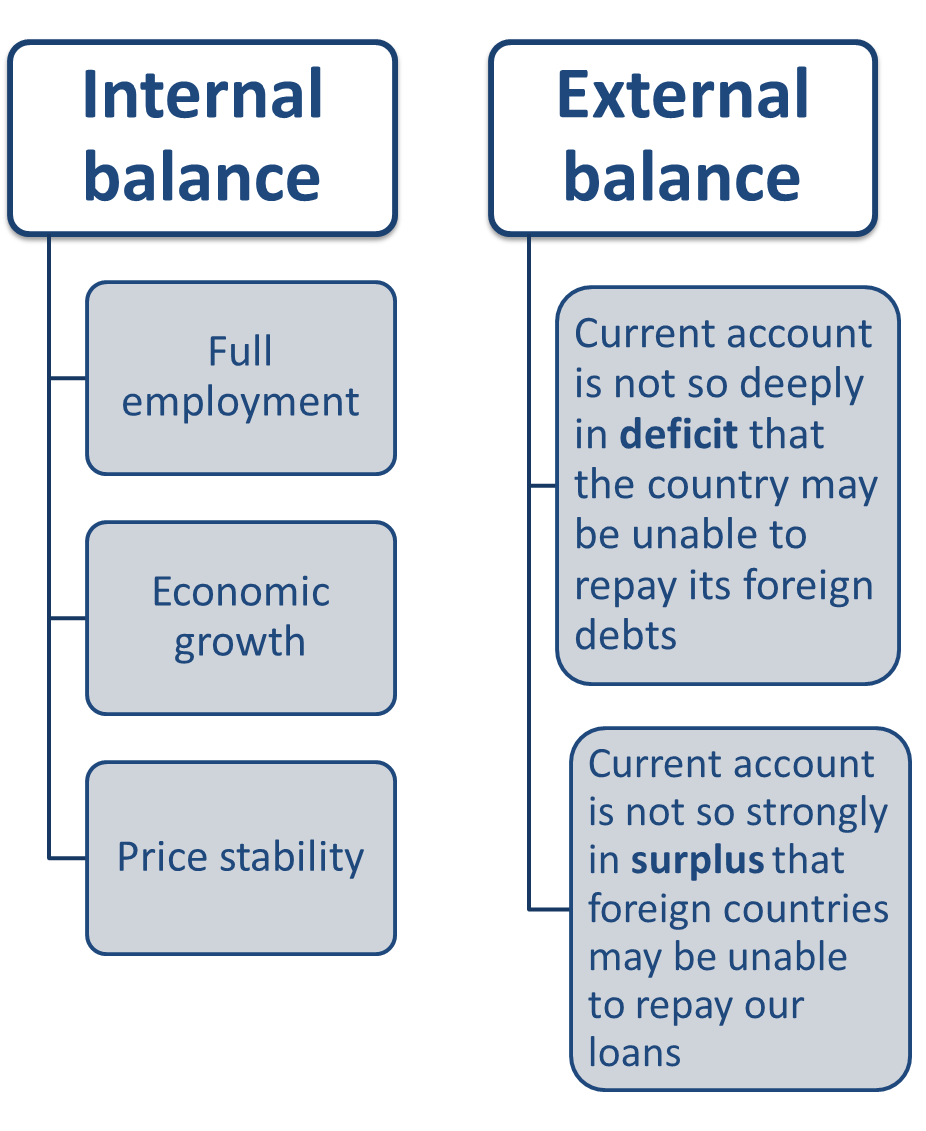 Internal
balance
Full
employment
Economic
growth
Price stability
External
balance
Current account
is not so deeply
in deficit that
the country may
be unable to
repay its foreign
debts
Current account
is not so strongly
in surplus that
foreign countries
may be unable
to repay our
loans